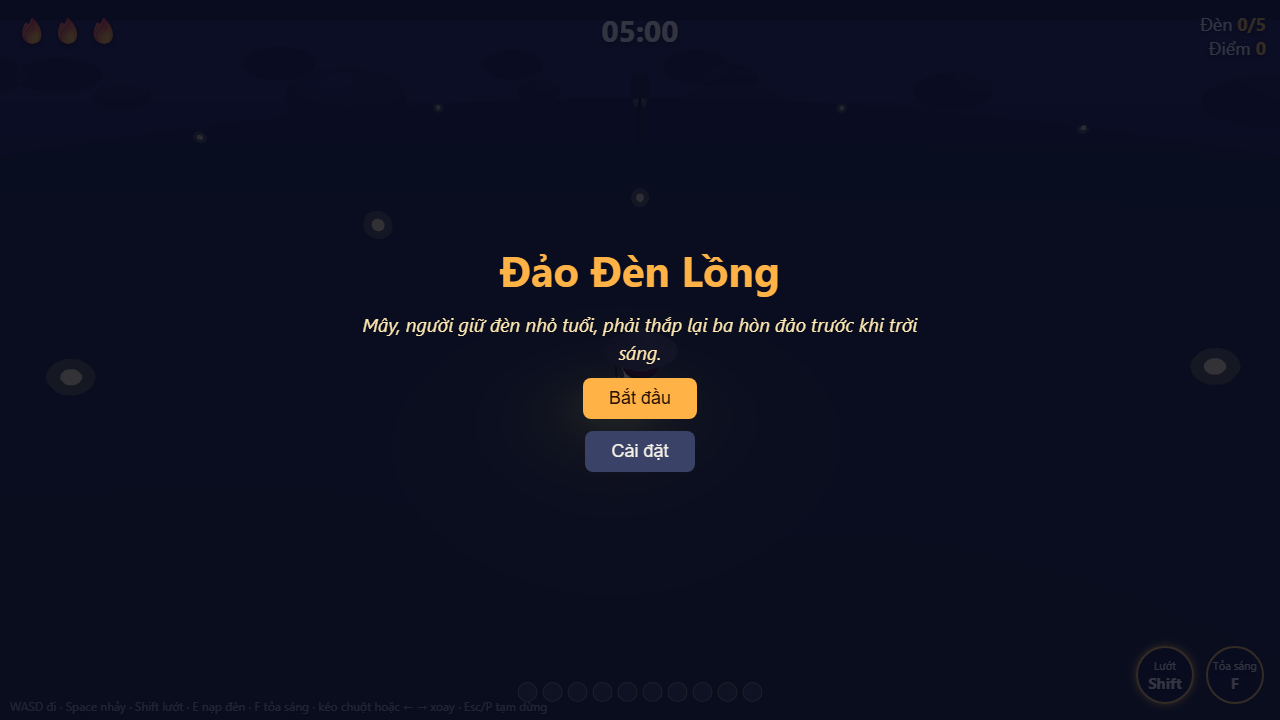 05:00
Đèn 0/5
Điểm 0
Đảo Đèn Lồng
Mây, người giữ đèn nhỏ tuổi, phải thắp lại ba hòn đảo trước khi trời
sáng.
Bắt đầu
Cài đặt
Lướt
Shift
Tỏa sáng
F
WASD đi · Space nhảy · Shift lướt · E nạp đèn · F tỏa sáng · kéo chuột hoặc ← → xoay · Esc/P tạm dừng